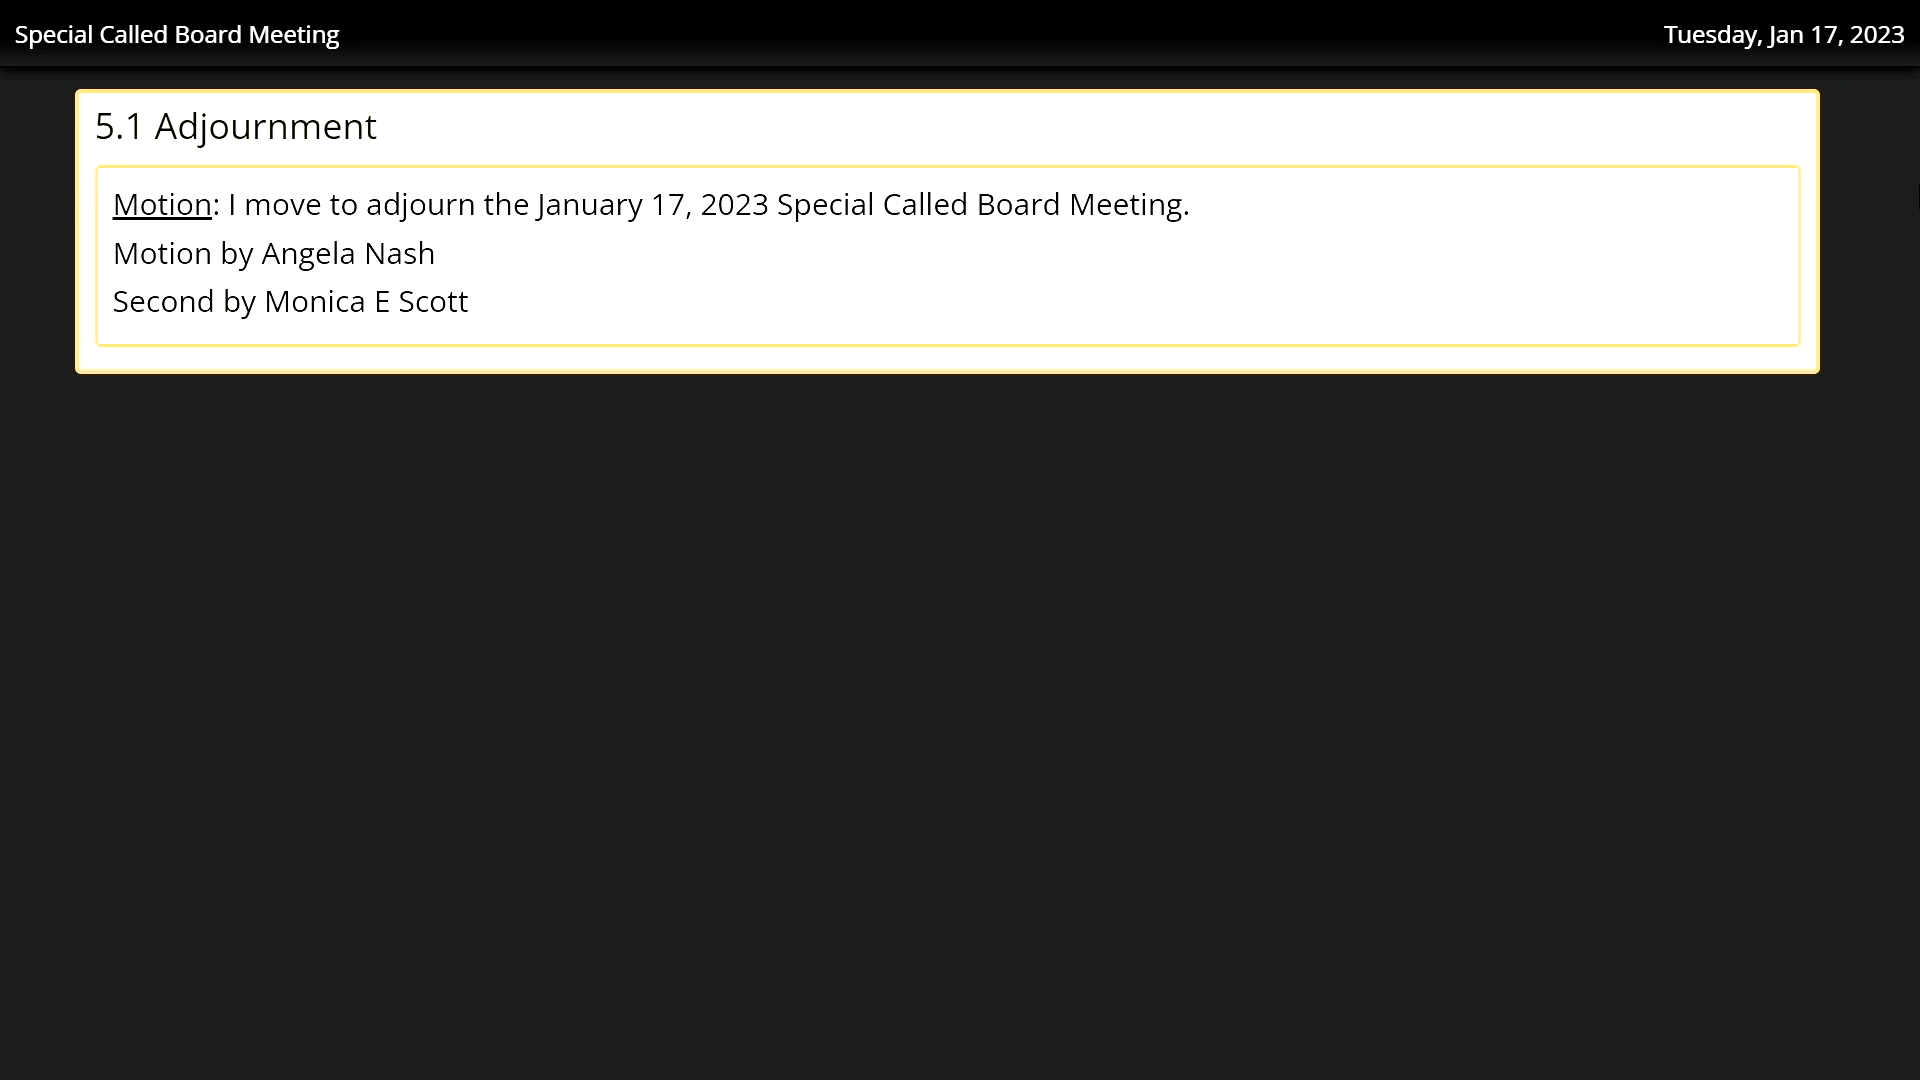 Special Called Board Meeting
Tuesday, Jan 17, 2023
5.1 Adjournment
Motion: I move to adjourn the January 17, 2023 Special Called Board Meeting.
Motion by Angela Nash
Second by Monica E Scott